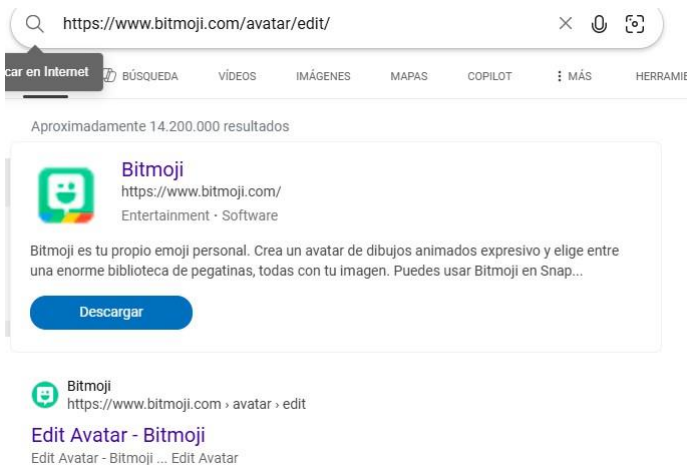 https://www.bitmoji.com/avatar/edit/
car en Internet
BÚSQUEDA VÍDEOS IMÁGENES MAPAS COPILOT MÁS HERRAMIE
Aproximadamente 14.200.000 resultados
Bitmoji
https://www.bitmoji.com/
Entertainment · Software
Bitmoji es tu propio emoji personal. Crea un avatar de dibujos animados expresivo y elige entre
una enorme biblioteca de pegatinas, todas con tu imagen. Puedes usar Bitmoji en Snap...
Descargar
Bitmoji
https://www.bitmoji.com › avatar › edit
Edit Avatar - Bitmoji
Edit Avatar - Bitmoji ... Edit Avatar